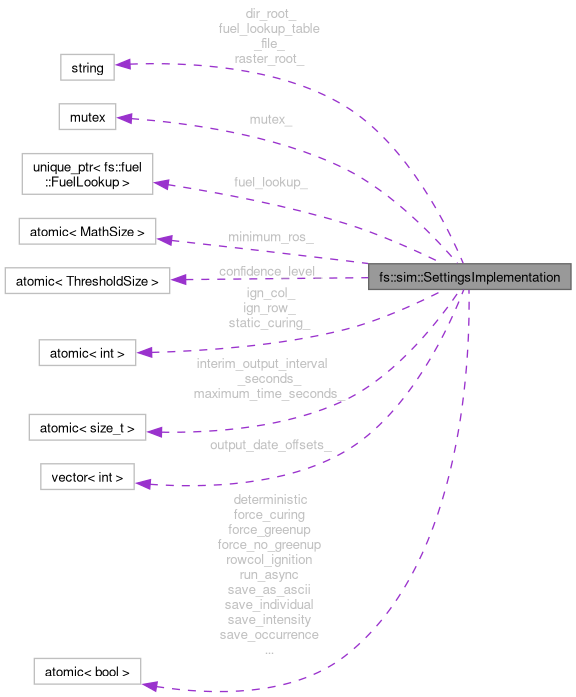 dir_root_
fuel_lookup_table
_file_
raster_root_
string
mutex_
mutex
unique_ptr< fs::fuel
::FuelLookup >
fuel_lookup_
atomic< MathSize >
minimum_ros_
fs::sim::SettingsImplementation
confidence_level_
atomic< ThresholdSize >
ign_col_
ign_row_
static_curing_
atomic< int >
interim_output_interval
_seconds_
maximum_time_seconds_
atomic< size_t >
output_date_offsets_
vector< int >
deterministic
force_curing
force_greenup
force_no_greenup
rowcol_ignition
run_async
save_as_ascii
save_individual
save_intensity
save_occurrence
...
atomic< bool >